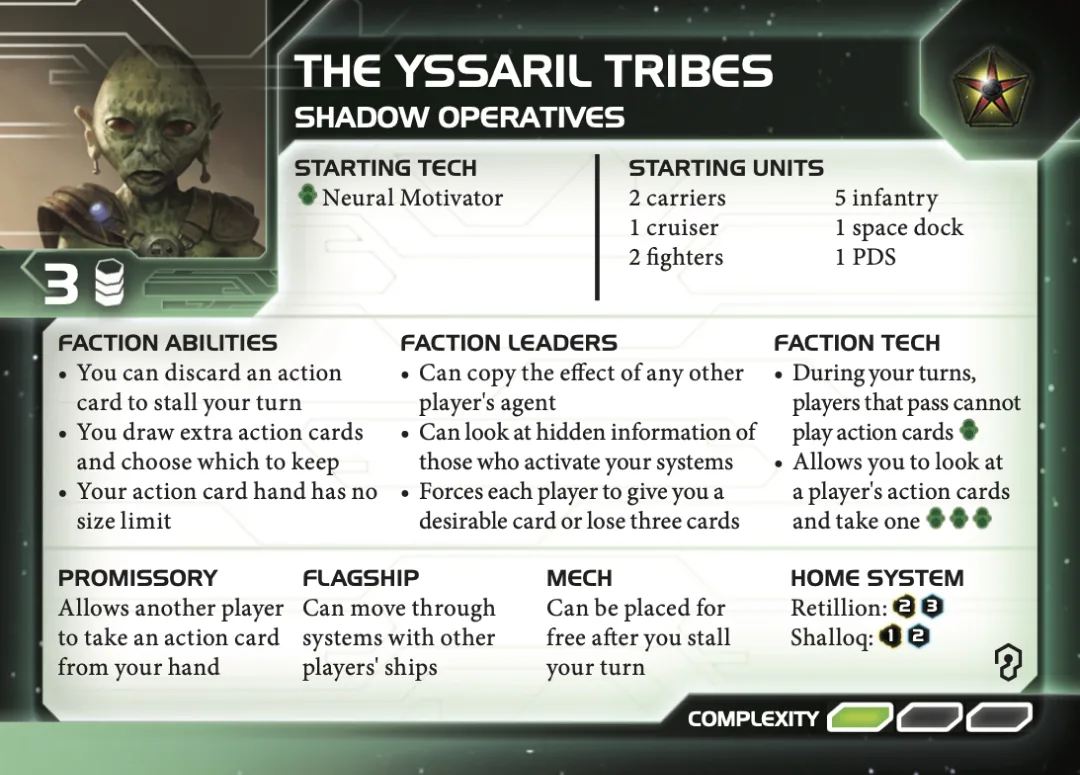 THE YSSARIL TRIBES
SHADOW OPERATIVES
3
STARTING TECH
Neural Motivator
STARTING UNITS
2 carriers
1 cruiser
2 fighters
5 infantry
1 space dock
1 PDS
FACTION ABILITIES
• You can discard an action
card to stall your turn
• You draw extra action cards
and choose which to keep
• Your action card hand has no
size limit
FACTION LEADERS
• Can copy the effect of any other
player's agent
• Can look at hidden information of
those who activate your systems
• Forces each player to give you a
desirable card or lose three cards
FACTION TECH
• During your turns,
players that pass cannot
play action cards
• Allows you to look at
a player's action cards
and take one
PROMISSORY
Allows another player
to take an action card
from your hand
FLAGSHIP
Can move through
systems with other
players' ships
MECH
Can be placed for
free after you stall
your turn
HOME SYSTEM
Retillion: 2 3
Shalloq: 1 2
COMPLEXITY